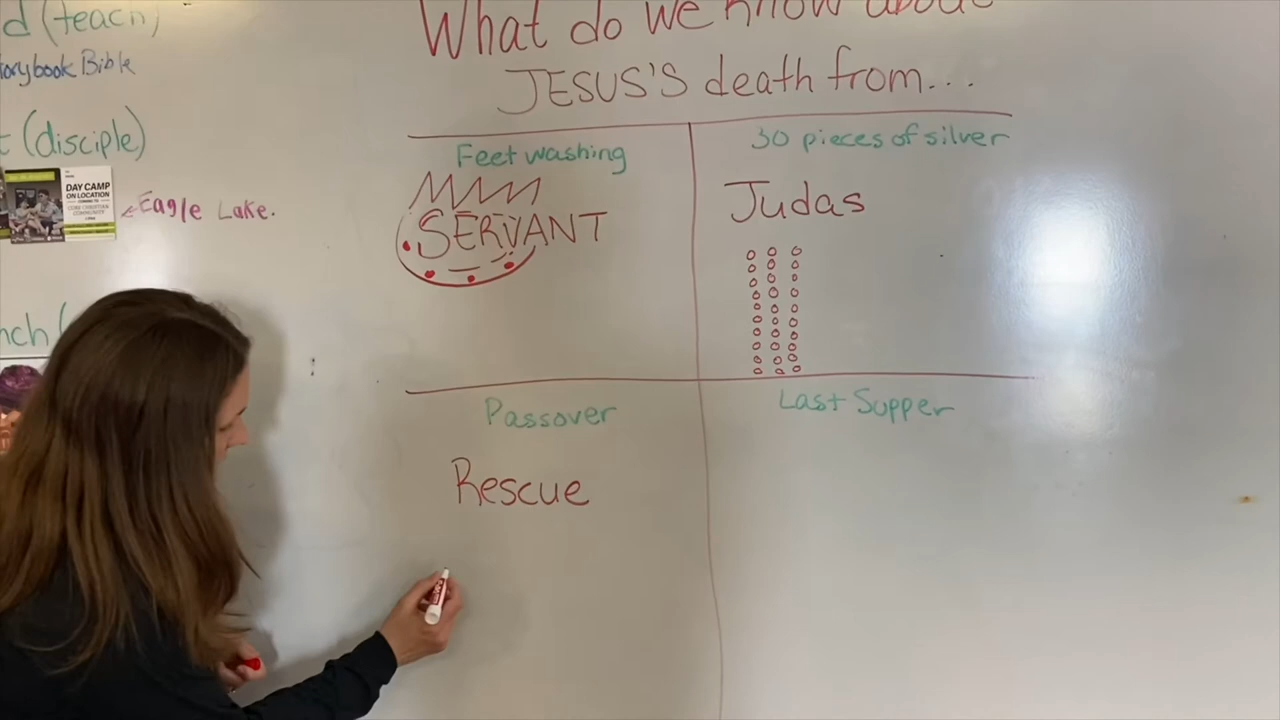 d (teach)
torybook Bible
(disciple)
DAY CAMP
ON LOCATION
Eagle Lake.
nch (
What do we know about
JESUS'S death from...
Feet washing
SERVANT
30 pieces of silver
Judas
Passover
Rescue
Last Supper